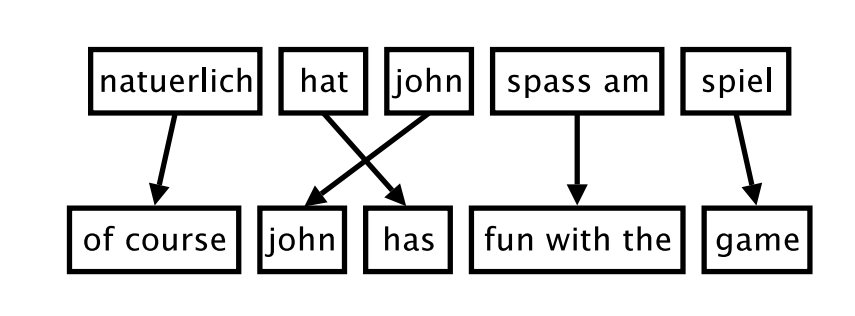 natuerlich hat john spass am spiel
of course john has fun with the game